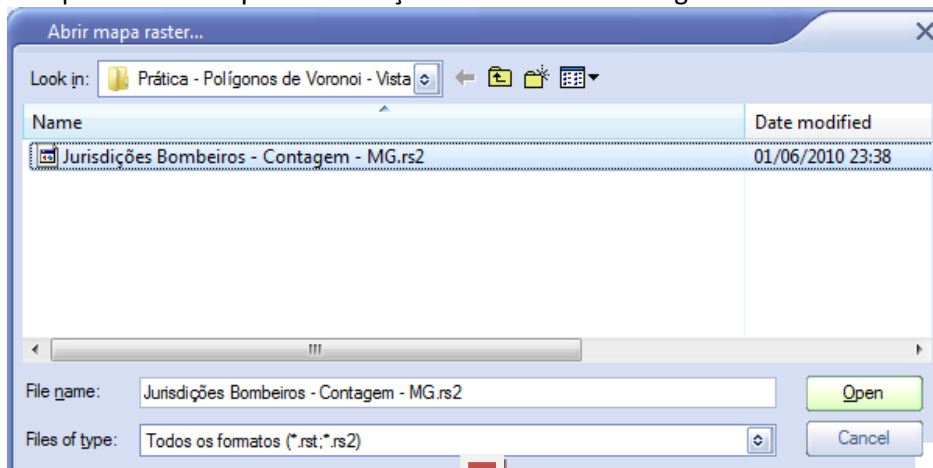 Abrir mapa raster...
Look in: Prática - Polígonos de Voronoi - Vista
Name Date modified
Jurisdições Bombeiros - Contagem - MG.rs2 01/06/2010 23:38
File name: Jurisdições Bombeiros - Contagem - MG.rs2 Open
Files of type: Todos os formatos (*.rst;*.rs2) Cancel